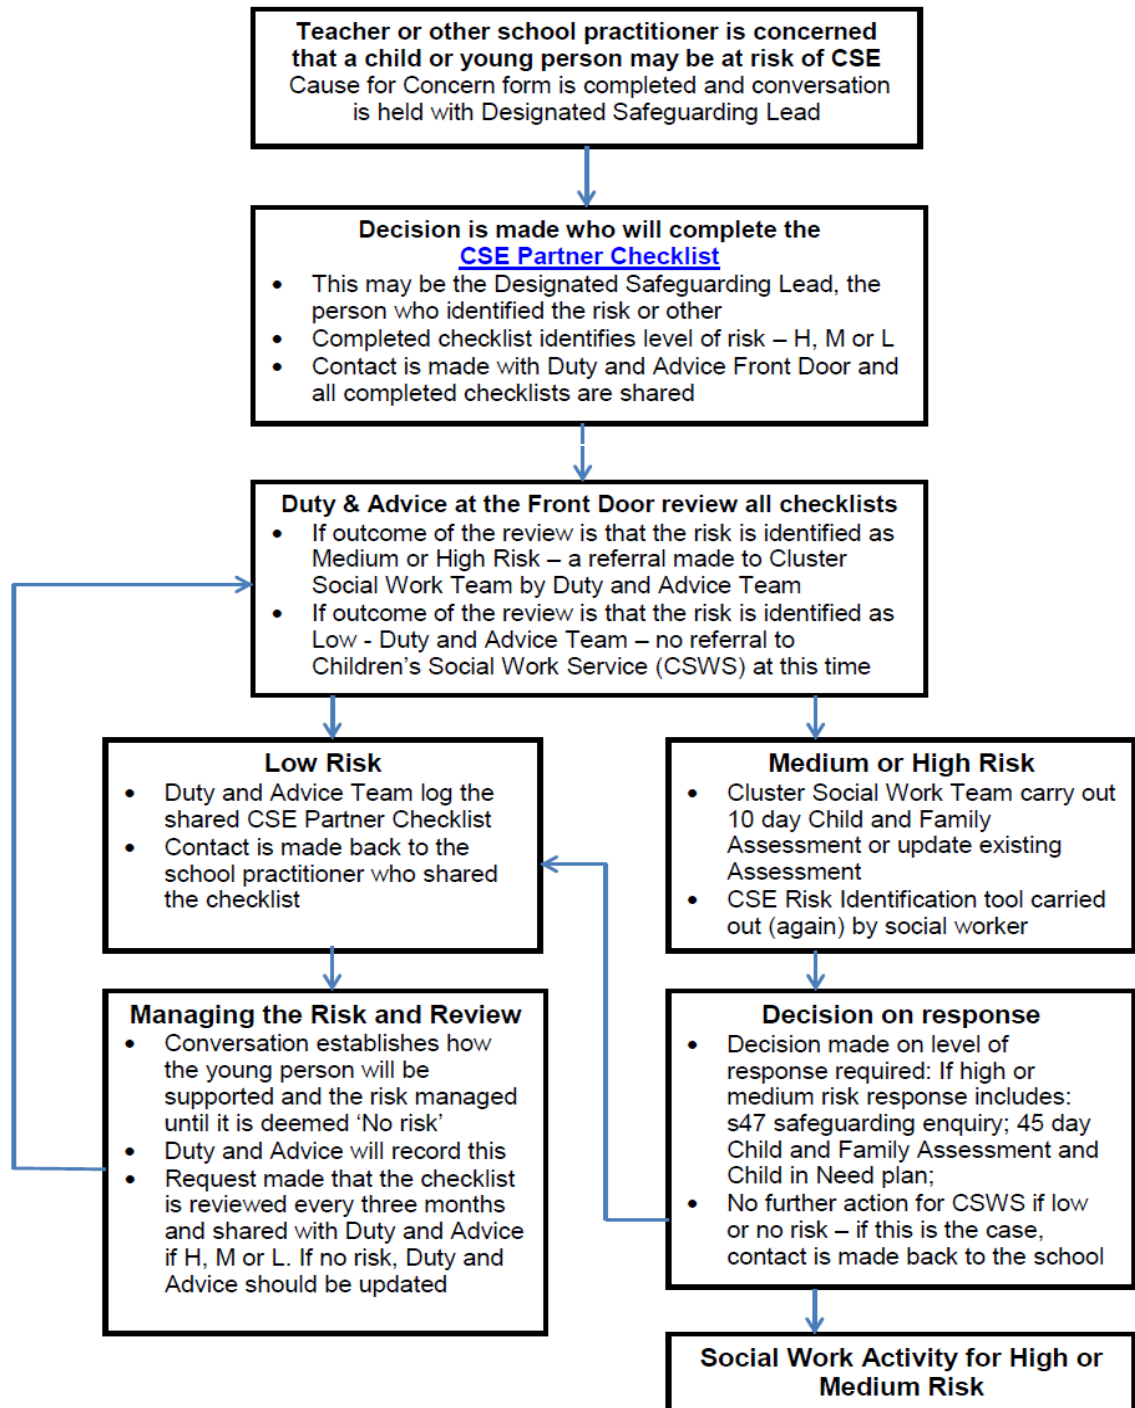 Teacher or other school practitioner is concerned
that a child or young person may be at risk of CSE
Cause for Concern form is completed and conversation
is held with Designated Safeguarding Lead
Decision is made who will complete the
CSE Partner Checklist
• This may be the Designated Safeguarding Lead, the
person who identified the risk or other
• Completed checklist identifies level of risk – H, M or L
• Contact is made with Duty and Advice Front Door and
all completed checklists are shared
Duty & Advice at the Front Door review all checklists
• If outcome of the review is that the risk is identified as
Medium or High Risk – a referral made to Cluster
Social Work Team by Duty and Advice Team
• If outcome of the review is that the risk is identified as
Low - Duty and Advice Team – no referral to
Children's Social Work Service (CSWS) at this time
Low Risk
• Duty and Advice Team log the
shared CSE Partner Checklist
• Contact is made back to the
school practitioner who shared
the checklist
Medium or High Risk
• Cluster Social Work Team carry out
10 day Child and Family
Assessment or update existing
Assessment
• CSE Risk Identification tool carried
out (again) by social worker
Managing the Risk and Review
• Conversation establishes how
the young person will be
supported and the risk managed
until it is deemed 'No risk'
• Duty and Advice will record this
• Request made that the checklist
is reviewed every three months
and shared with Duty and Advice
if H, M or L. If no risk, Duty and
Advice should be updated
Decision on response
• Decision made on level of
response required: If high or
medium risk response includes:
s47 safeguarding enquiry; 45 day
Child and Family Assessment and
Child in Need plan;
• No further action for CSWS if low
or no risk – if this is the case,
contact is made back to the school
Social Work Activity for High or
Medium Risk